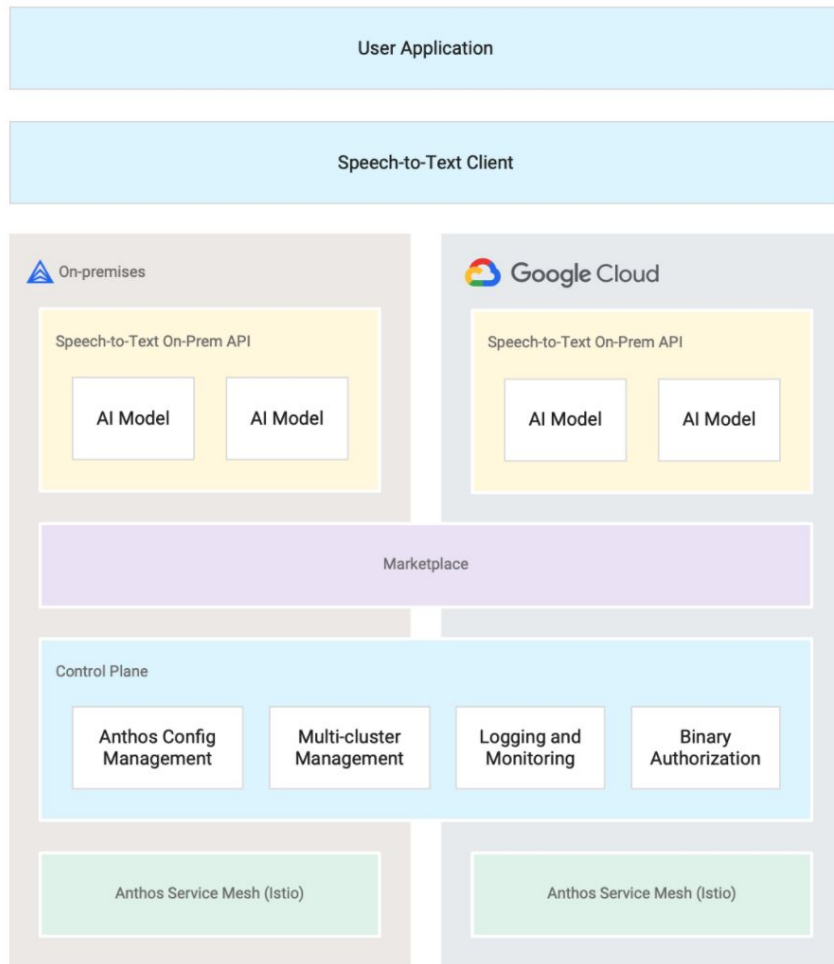 User Application
Speech-to-Text Client
On-premises
Google Cloud
Speech-to-Text On-Prem API
Speech-to-Text On-Prem API
AI Model
AI Model
AI Model
AI Model
Marketplace
Control Plane
Anthos Config
Management
Multi-cluster
Management
Logging and
Monitoring
Binary
Authorization
Anthos Service Mesh (Istio)
Anthos Service Mesh (Istio)